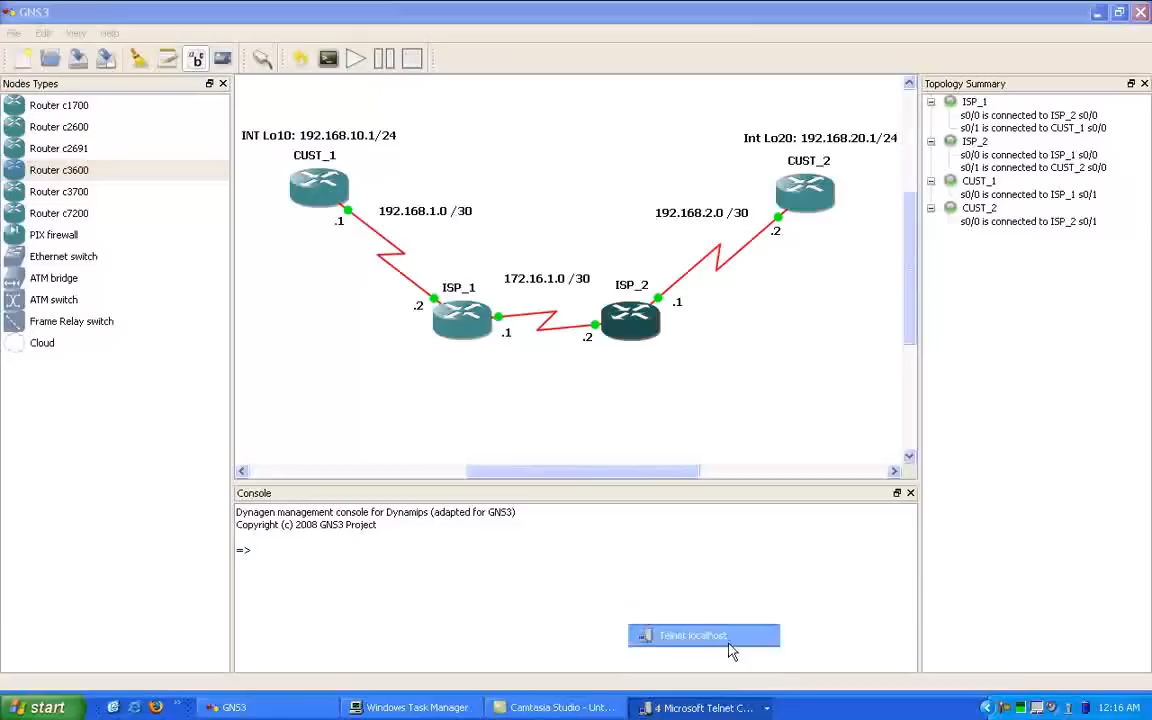 GNS3
File Edit View Help
Nodes Types
Router c1700
Router c2600
Router c2691
Router c3600
Router c3700
Router c7200
PIX firewall
Ethernet switch
ATM bridge
ATM switch
Frame Relay switch
Cloud
INT Lo10: 192.168.10.1/24
CUST_1
.1
192.168.1.0 /30
Int Lo20: 192.168.20.1/24
CUST_2
192.168.2.0 /30
.2
ISP_1
.2
172.16.1.0 /30
ISP_2
.1
.1
.2
Topology Summary
ISP_1
s0/0 is connected to ISP_2 s0/0
s0/1 is connected to CUST_1 s0/0
ISP_2
s0/0 is connected to ISP_1 s0/0
s0/1 is connected to CUST_2 s0/0
CUST_1
s0/0 is connected to ISP_1 s0/1
CUST_2
s0/0 is connected to ISP_2 s0/1
Console
Dynagen management console for Dynamips (adapted for GNS3)
Copyright (c) 2008 GNS3 Project
=>
Telnet localhost
start
GNS3
Windows Task Manager
Camtasia Studio - Unt...
4 Microsoft Telnet C...
12:16 AM